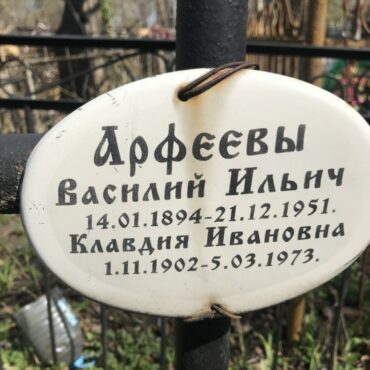 Арфеевы
Василий Ильич
14.01.1894-21.12.1951.
Клавдия Ивановна
1.11.1902-5.03.1973.